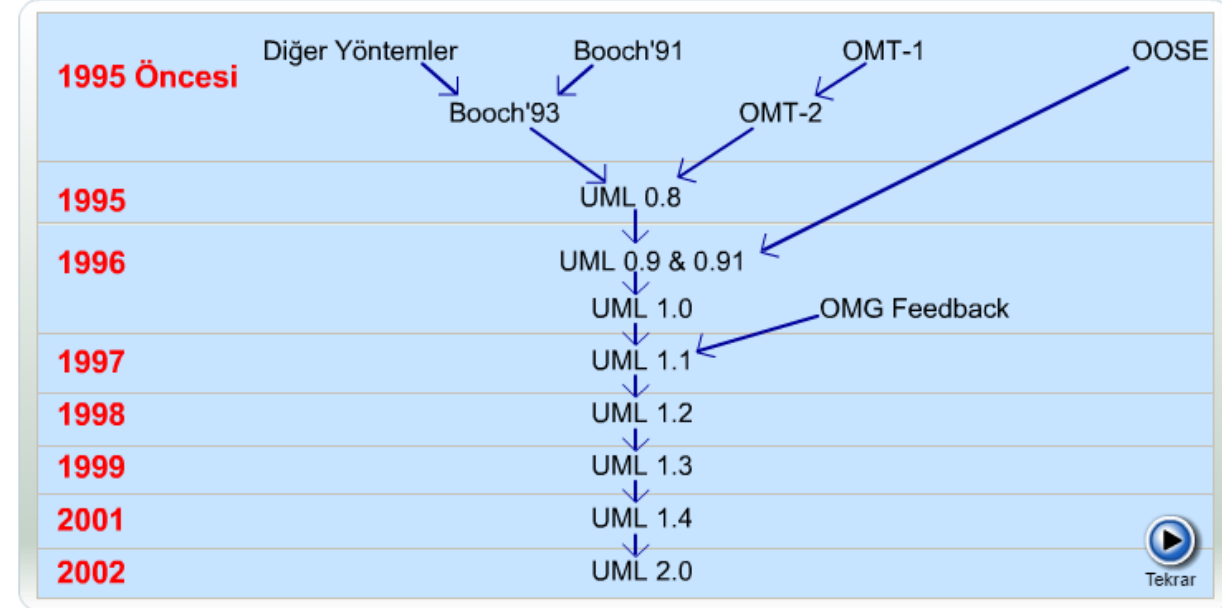 Diğer Yöntemler Booch'91 OMT-1 OOSE
1995 Öncesi
Booch'93 OMT-2
1995 UML 0.8
1996 UML 0.9 & 0.91
UML 1.0 OMG Feedback
1997 UML 1.1
1998 UML 1.2
1999 UML 1.3
2001 UML 1.4
2002 UML 2.0
Tekrar